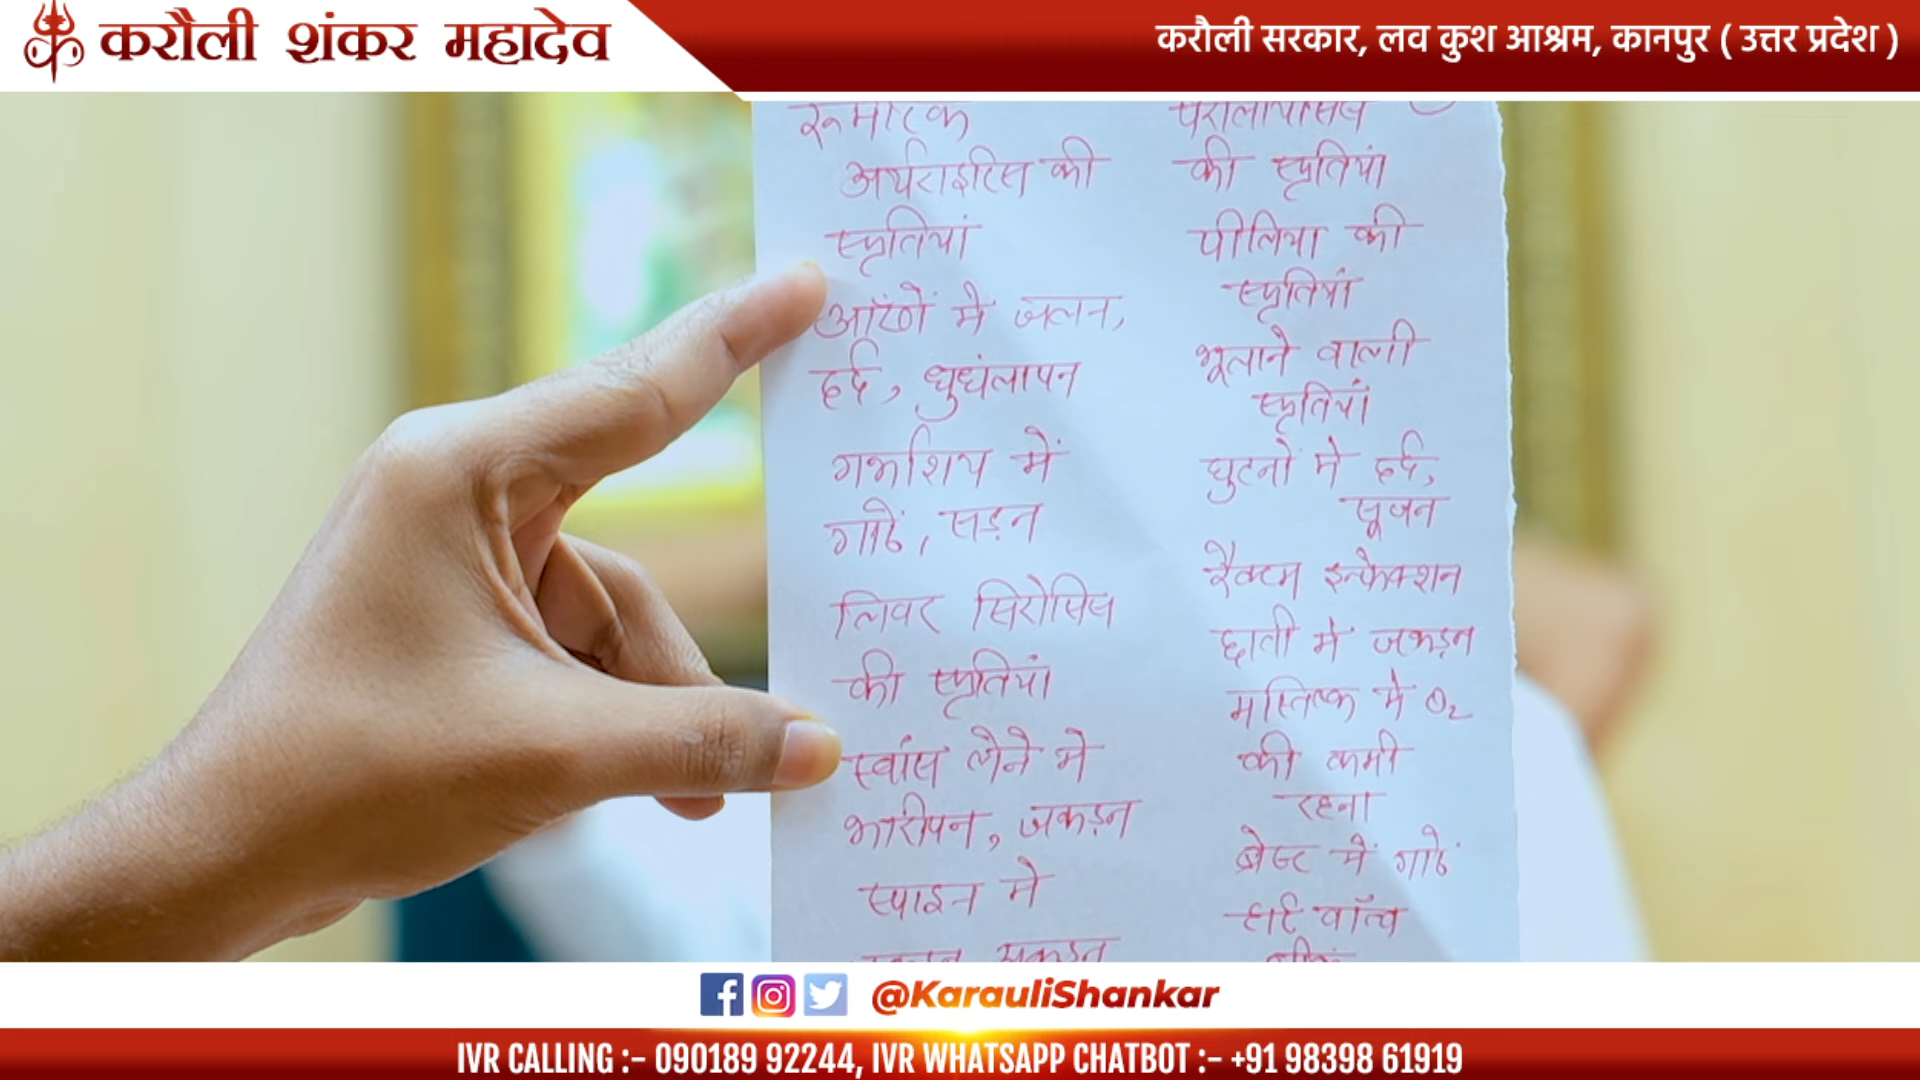 करौली शंकर महादेव
करौली सरकार, लव कुश आश्रम, कानपुर ( उत्तर प्रदेश )
अर्थराइटिस की
स्मृतियां
आँखों में जलन,
दर्द, धुधंलापन
गर्भाशय में
गांठें, सड़न
लिवर सिरोसिस
की स्मृतियां
स्वांस लेने मे
भारीपन, जकड़न
स्पाइन मे
की स्मृतियां
पीलिया की
स्मृतियां
भूलाने वाली
स्मृतियाँ
घुटनों मे दर्द,
सूजन
रैक्टम इन्फेक्शन
छाती मे जकड़न
मस्तिष्क मे O₂
की कमी
रहना
ब्रेस्ट में गांठें
हार्ट वॉल्व
@KarauliShankar
IVR CALLING :- 090189 92244, IVR WHATSAPP CHATBOT :- +91 98398 61919